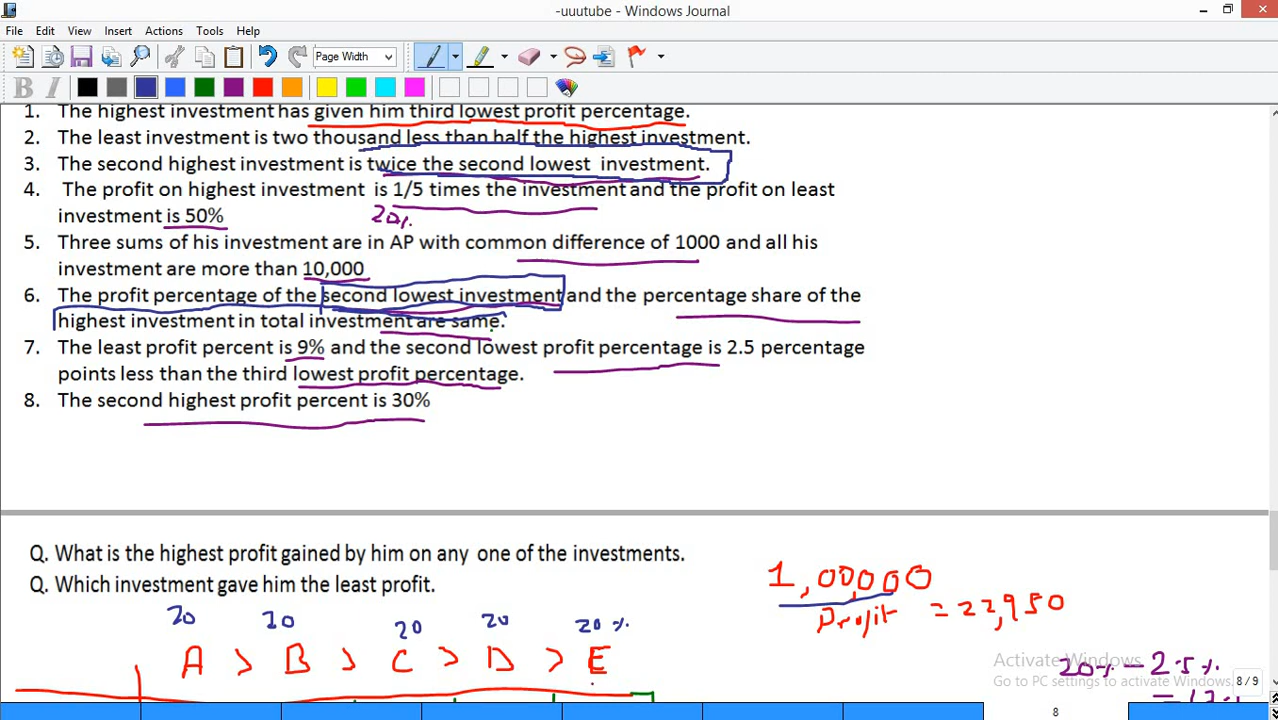 -uuutube - Windows Journal
File Edit View Insert Actions Tools Help
Page Width
1. The highest investment has given him third lowest profit percentage.
2. The least investment is two thousand less than half the highest investment.
3. The second highest investment is twice the second lowest investment.
4. The profit on highest investment is 1/5 times the investment and the profit on least
investment is 50%
20%
5. Three sums of his investment are in AP with common difference of 1000 and all his
investment are more than 10,000
6. The profit percentage of the second lowest investment and the percentage share of the
highest investment in total investment are same.
7. The least profit percent is 9% and the second lowest profit percentage is 2.5 percentage
points less than the third lowest profit percentage.
8. The second highest profit percent is 30%
Q. What is the highest profit gained by him on any one of the investments.
Q. Which investment gave him the least profit.
1,00,000
Profit = 22,950
20 20 20 20 20%
A > B > C > D > E
20% - 2.5%
Activate Windows
Go to PC settings to activate Windows.
8/9
8